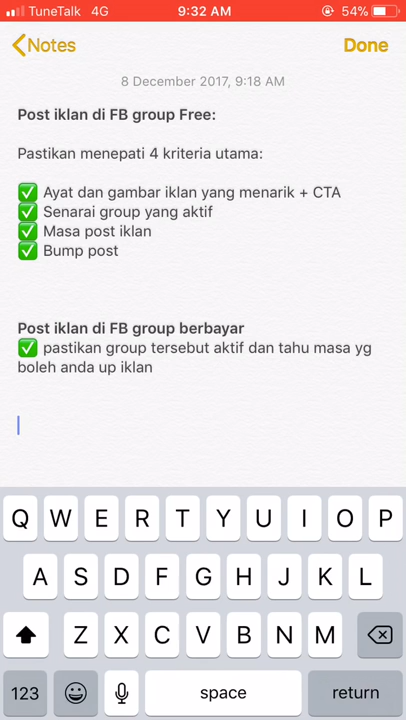 TuneTalk 4G 9:32 AM 54%
Notes Done
8 December 2017, 9:18 AM
Post iklan di FB group Free:
Pastikan menepati 4 kriteria utama:
✅ Ayat dan gambar iklan yang menarik + CTA
✅ Senarai group yang aktif
✅ Masa post iklan
✅ Bump post
Post iklan di FB group berbayar
✅ pastikan group tersebut aktif dan tahu masa yg
boleh anda up iklan
Q W E R T Y U I O P
A S D F G H J K L
Z X C V B N M
123 space return